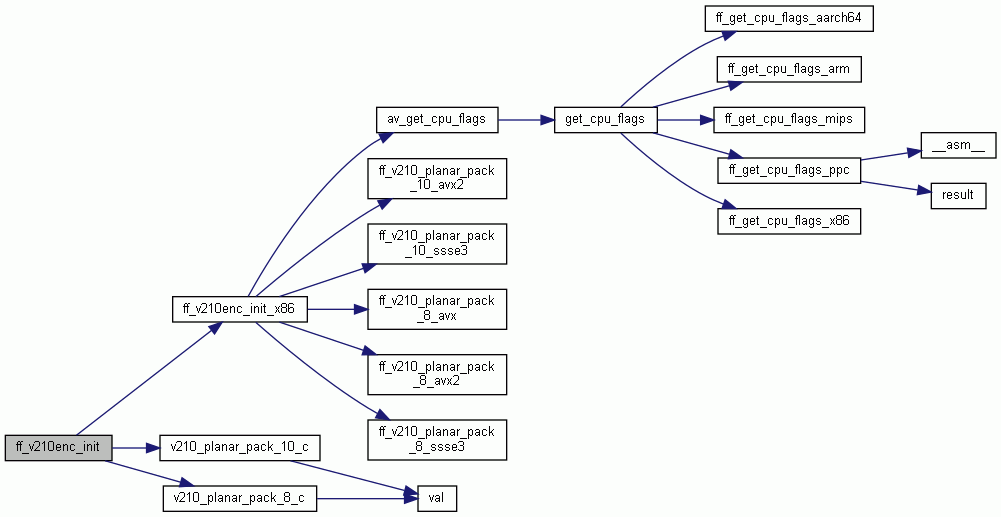 ff_get_cpu_flags_aarch64
ff_get_cpu_flags_arm
av_get_cpu_flags
get_cpu_flags
ff_get_cpu_flags_mips
__asm__
ff_v210_planar_pack
_10_avx2
ff_get_cpu_flags_ppc
result
ff_get_cpu_flags_x86
ff_v210_planar_pack
_10_ssse3
ff_v210enc_init_x86
ff_v210_planar_pack
_8_avx
ff_v210_planar_pack
_8_avx2
ff_v210_planar_pack
_8_ssse3
ff_v210enc_init
v210_planar_pack_10_c
v210_planar_pack_8_c
val